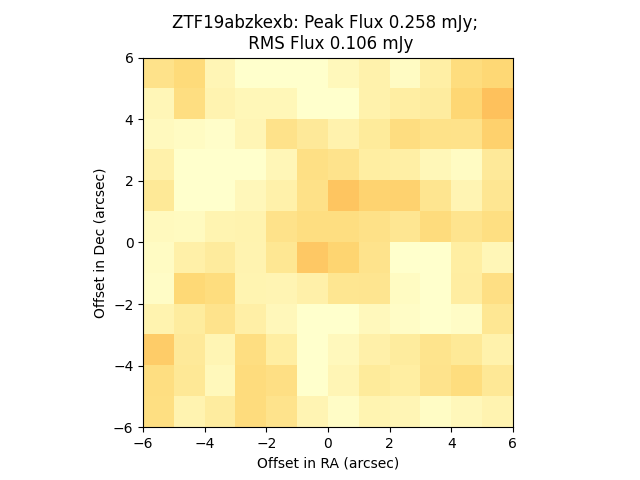 ZTF19abzkexb: Peak Flux 0.258 mJy;
RMS Flux 0.106 mJy
6
4
2
0
−2
−4
−6
Offset in Dec (arcsec)
−6 −4 −2 0 2 4 6
Offset in RA (arcsec)